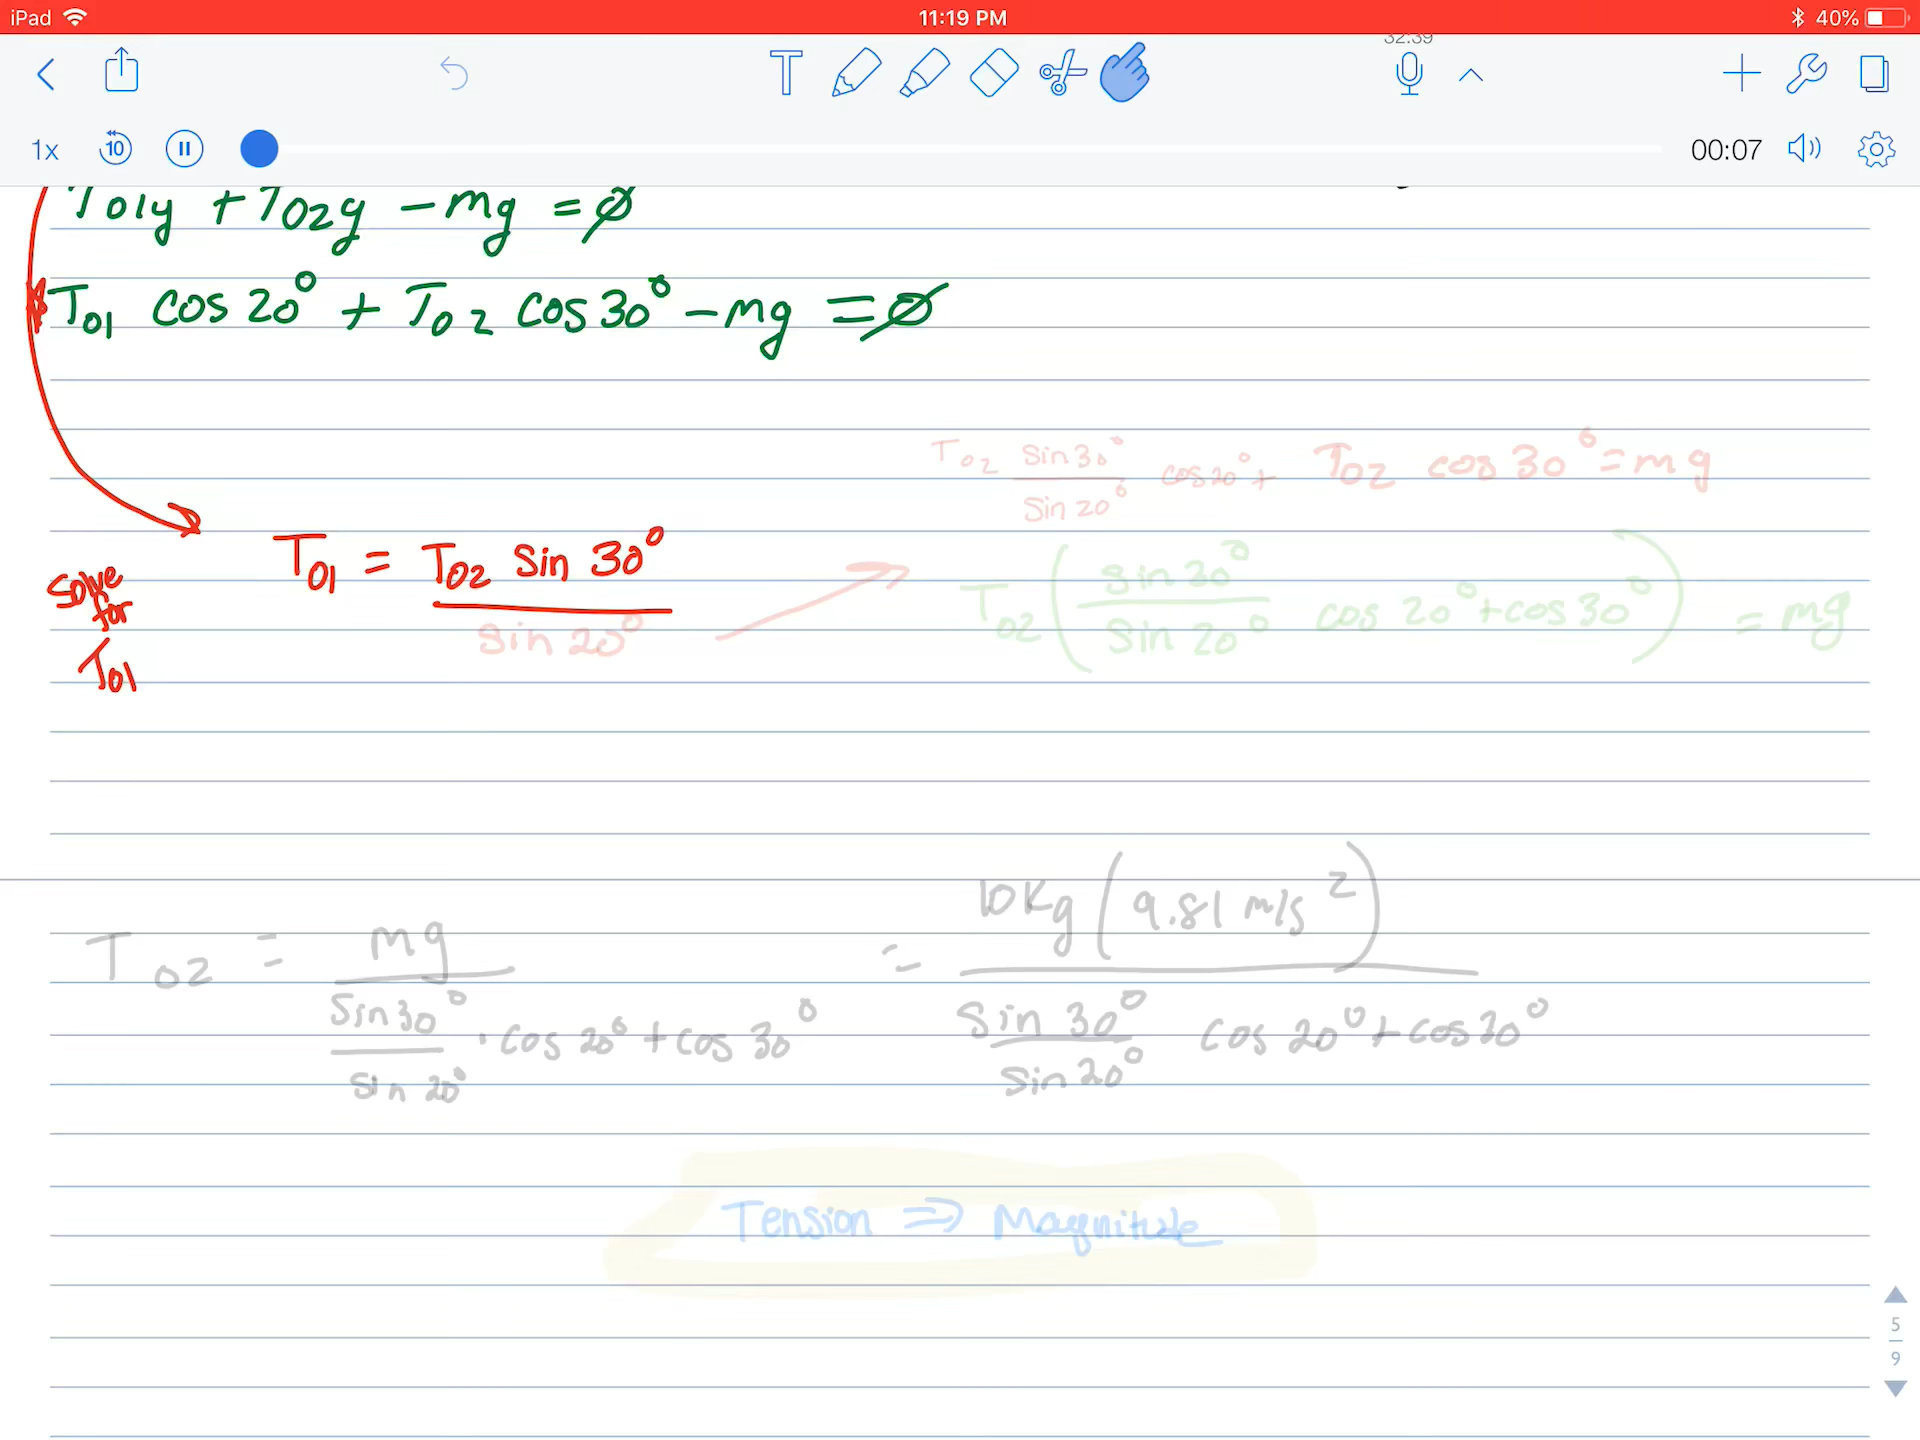 iPad 11:19 PM 40%
32:39
1x 10 00:07
T01y + T02y - mg = ∅
T01 cos 20° + T02 cos 30° - mg = ∅
T02 sin 30° / sin 20° cos 20° + T02 cos 30° = mg
T01 = T02 sin 30° / sin 20°
Solve for T01
T02 ( sin 30° / sin 20° cos 20° + cos 30° ) = mg
T02 = mg / sin 30° / sin 20° · cos 20° + cos 30° = 10kg (9.81 m/s²) / sin 30° / sin 20° cos 20° + cos 30°
Tension ⇒ Magnitude
5
9